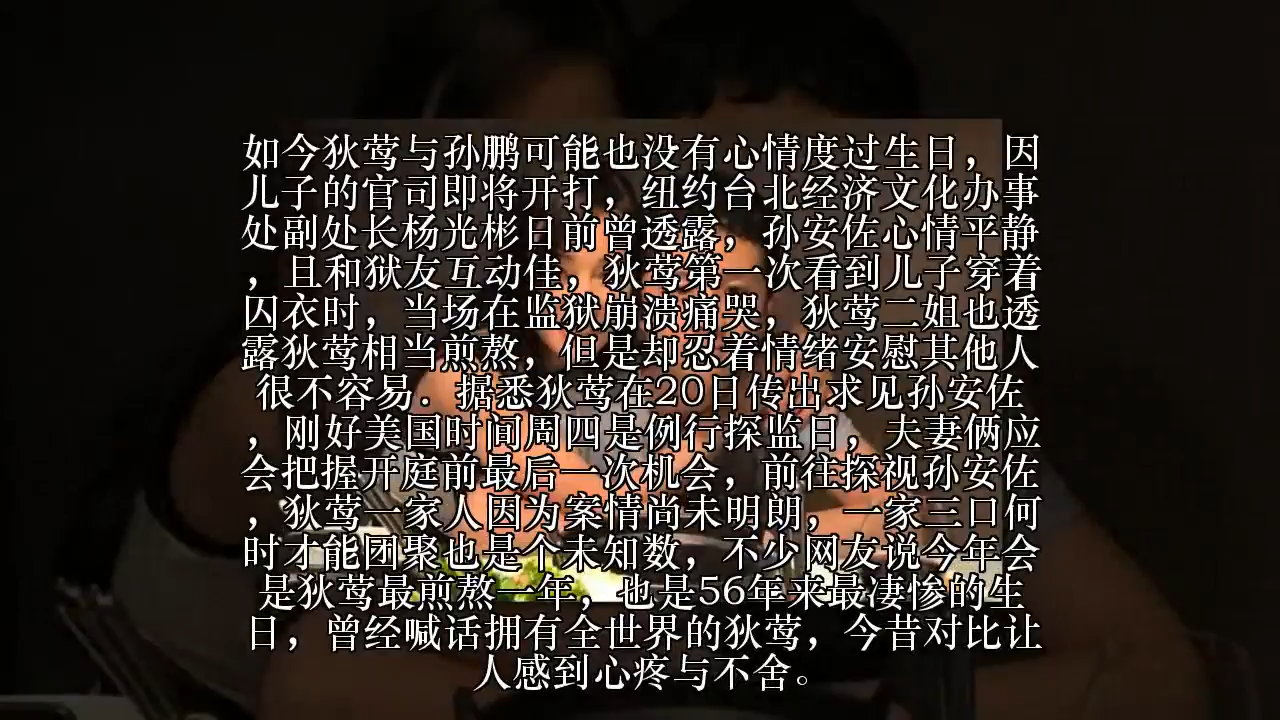 如今狄莺与孙鹏可能也没有心情度过生日，因
儿子的官司即将开打，纽约台北经济文化办事
处副处长杨光彬日前曾透露，孙安佐心情平静
，且和狱友互动佳，狄莺第一次看到儿子穿着
囚衣时，当场在监狱崩溃痛哭，狄莺二姐也透
露狄莺相当煎熬，但是却忍着情绪安慰其他人
很不容易．据悉狄莺在20日传出求见孙安佐
，刚好美国时间周四是例行探监日，夫妻俩应
会把握开庭前最后一次机会，前往探视孙安佐
，狄莺一家人因为案情尚未明朗，一家三口何
时才能团聚也是个未知数，不少网友说今年会
是狄莺最煎熬一年，也是56年来最凄惨的生
日，曾经喊话拥有全世界的狄莺，今昔对比让
人感到心疼与不舍。